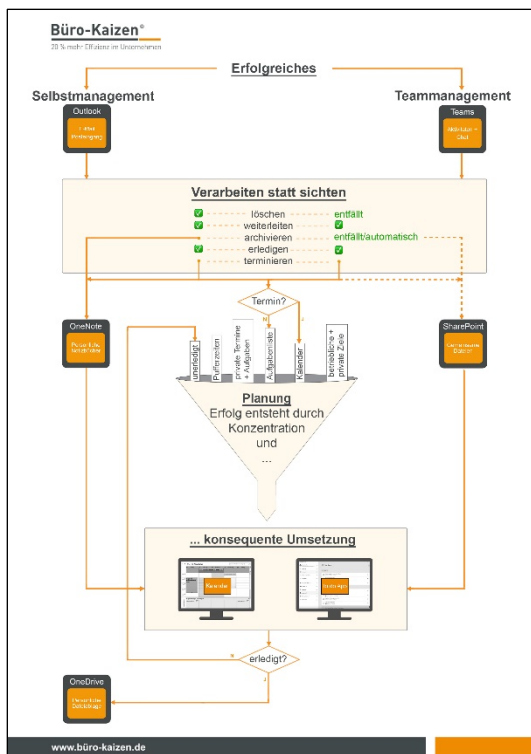 Büro-Kaizen®
20 % mehr Effizienz im Unternehmen
Erfolgreiches
Selbstmanagement
Teammanagement
Outlook
Teams
Verarbeiten statt sichten
löschen entfällt
weiterleiten
archivieren entfällt/automatisch
erledigen
terminieren
Termin?
N
J
OneNote
SharePoint
unerledigt
Pufferzeiten
private Termine
+ Aufgaben
Aufgabenliste
Kalender
betriebliche +
private Ziele
Planung
Erfolg entsteht durch
Konzentration
und
...
... konsequente Umsetzung
Kalender
erledigt?
N
J
OneDrive
www.büro-kaizen.de